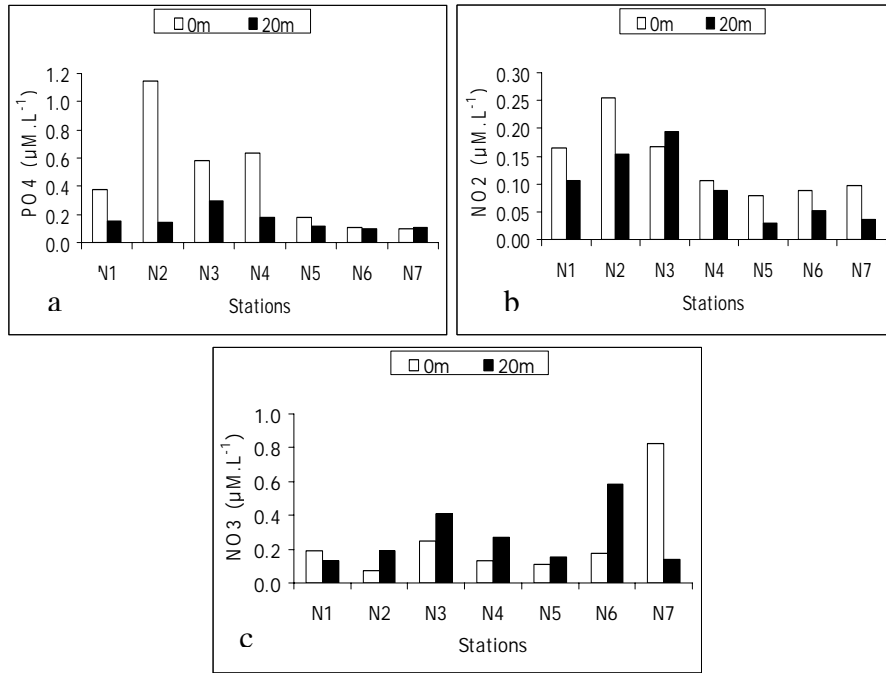 0m 20m
PO4 (µM.L-1)
1.2
1.0
0.8
0.6
0.4
0.2
0.0
N1 N2 N3 N4 N5 N6 N7
Stations
a
0m 20m
NO2 (µM.L-1)
0.30
0.25
0.20
0.15
0.10
0.05
0.00
N1 N2 N3 N4 N5 N6 N7
Stations
b
0m 20m
NO3 (µM.L-1)
1.0
0.8
0.6
0.4
0.2
0.0
N1 N2 N3 N4 N5 N6 N7
Stations
c